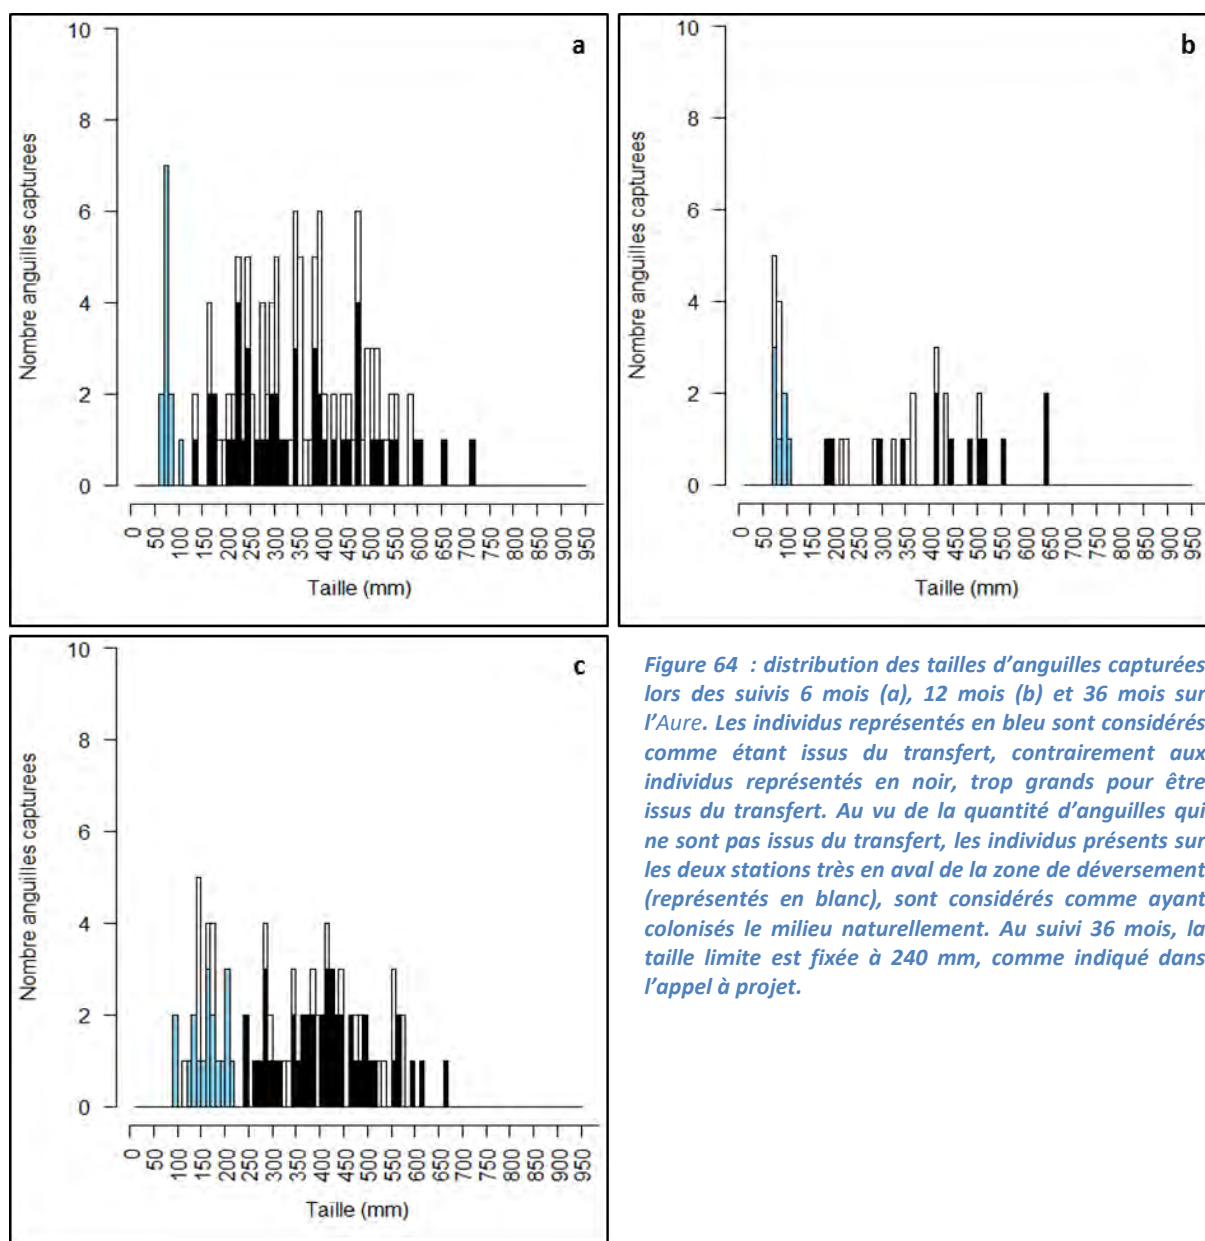 a
Nombre anguilles capturees
10
8
6
4
2
0
0 50 100 150 200 250 300 350 400 450 500 550 600 650 700 750 800 850 900 950
Taille (mm)
b
Nombre anguilles capturees
10
8
6
4
2
0
0 50 100 150 200 250 300 350 400 450 500 550 600 650 700 750 800 850 900 950
Taille (mm)
c
Nombre anguilles capturees
10
8
6
4
2
0
0 50 100 150 200 250 300 350 400 450 500 550 600 650 700 750 800 850 900 950
Taille (mm)
Figure 64 : distribution des tailles d’anguilles capturées
lors des suivis 6 mois (a), 12 mois (b) et 36 mois sur
l’Aure. Les individus représentés en bleu sont considérés
comme étant issus du transfert, contrairement aux
individus représentés en noir, trop grands pour être
issus du transfert. Au vu de la quantité d’anguilles qui
ne sont pas issus du transfert, les individus présents sur
les deux stations très en aval de la zone de déversement
(représentés en blanc), sont considérés comme ayant
colonisés le milieu naturellement. Au suivi 36 mois, la
taille limite est fixée à 240 mm, comme indiqué dans
l’appel à projet.